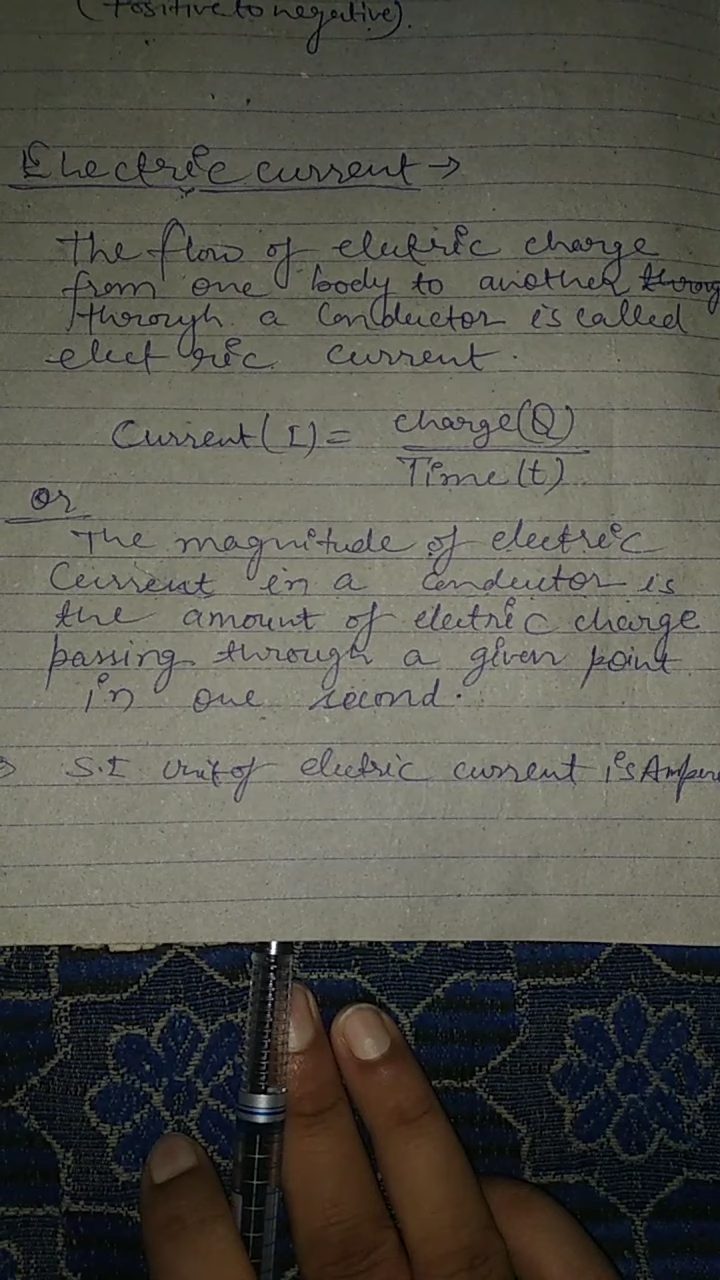 (Positive to negative).
Electric current →
The flow of electric charge
from one body to another
through a conductor is called
electric current.
Current (I) = charge(Q)
Time (t)
or
The magnitude of electric
Current in a conductor is
the amount of electric charge
passing through a given point
in one second.
S.I unit of electric current is Ampere